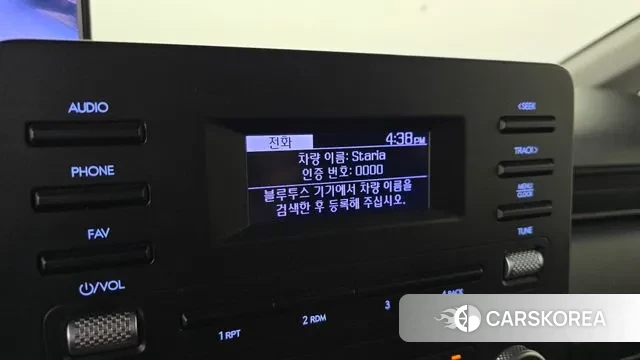 AUDIO
PHONE
FAV
⏻/VOL
전화 4:38 PM
차량 이름: Staria
인증 번호: 0000
블루투스 기기에서 차량 이름을
검색한 후 등록해 주십시오.
<SEEK
TRACK>
MENU
CLOCK
TUNE
1 RPT
2 RDM
3
4 BACK
CARSKOREA